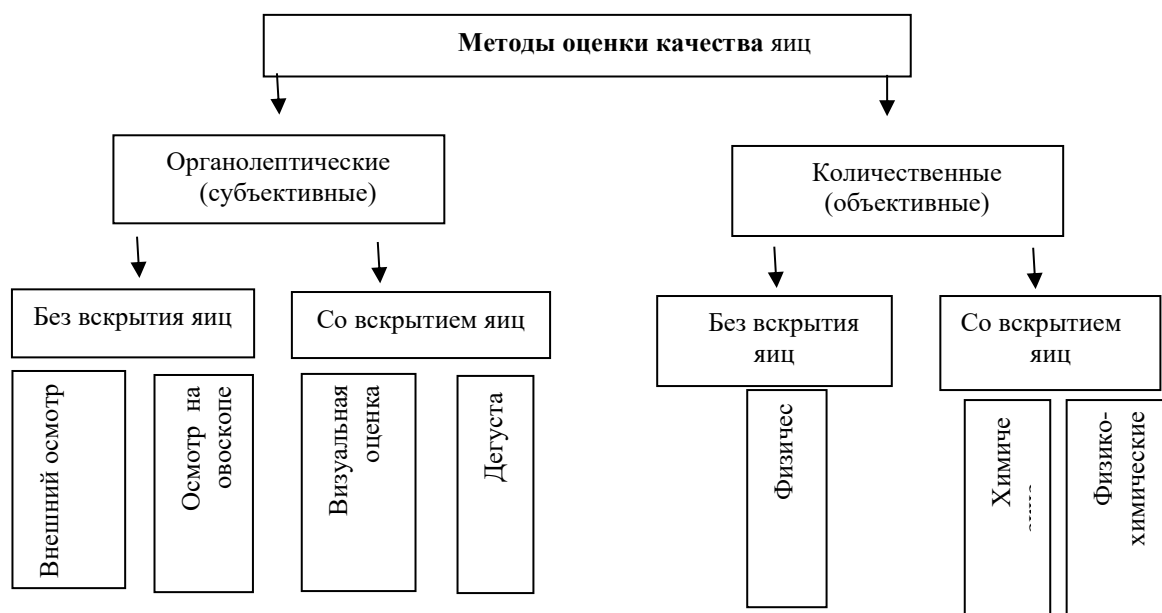 Методы оценки качества яиц
Органолептические
(субъективные)
Количественные
(объективные)
Без вскрытия яиц
Со вскрытием яиц
Без вскрытия
яиц
Со вскрытием
яиц
Внешний осмотр
Осмотр на
овоскопе
Визуальная
оценка
Дегуста
Физичес
Химиче
Физико-
химические